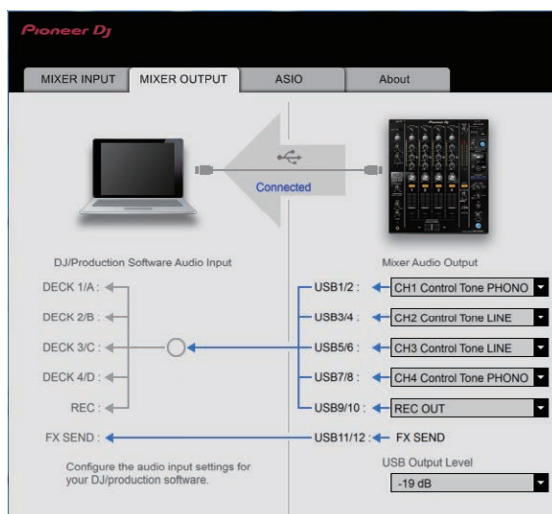 Pioneer Dj
MIXER INPUT
MIXER OUTPUT
ASIO
About
Connected
DJ/Production Software Audio Input
Mixer Audio Output
DECK 1/A :
USB1/2 :
CH1 Control Tone PHONO
DECK 2/B :
USB3/4 :
CH2 Control Tone LINE
DECK 3/C :
USB5/6 :
CH3 Control Tone LINE
DECK 4/D :
USB7/8 :
CH4 Control Tone PHONO
REC :
USB9/10 :
REC OUT
FX SEND :
USB11/12 :
FX SEND
Configure the audio input settings for
your DJ/production software.
USB Output Level
-19 dB